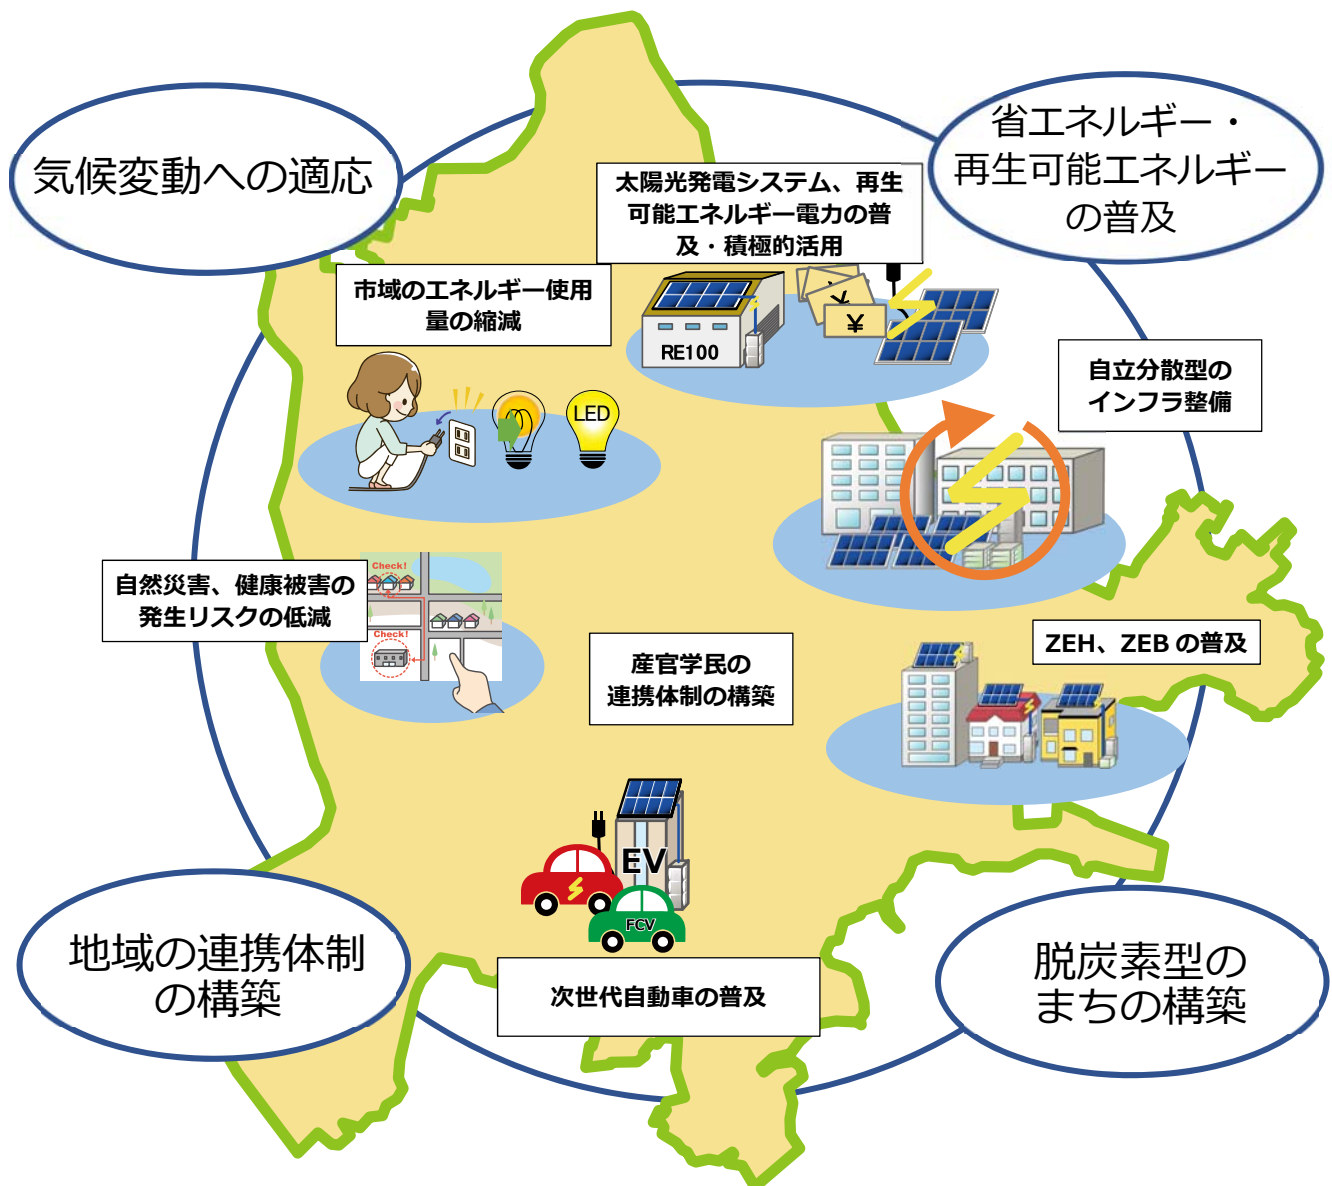 気候変動への適応
省エネルギー・
再生可能エネルギー
の普及
太陽光発電システム、再生
可能エネルギー電力の普
及・積極的活用
市域のエネルギー使用
量の縮減
¥
¥
RE100
自立分散型の
インフラ整備
LED
自然災害、健康被害の
発生リスクの低減
Check!
Check!
産官学民の
連携体制の構築
ZEH、ZEB の普及
EV
FCV
次世代自動車の普及
地域の連携体制
の構築
脱炭素型の
まちの構築